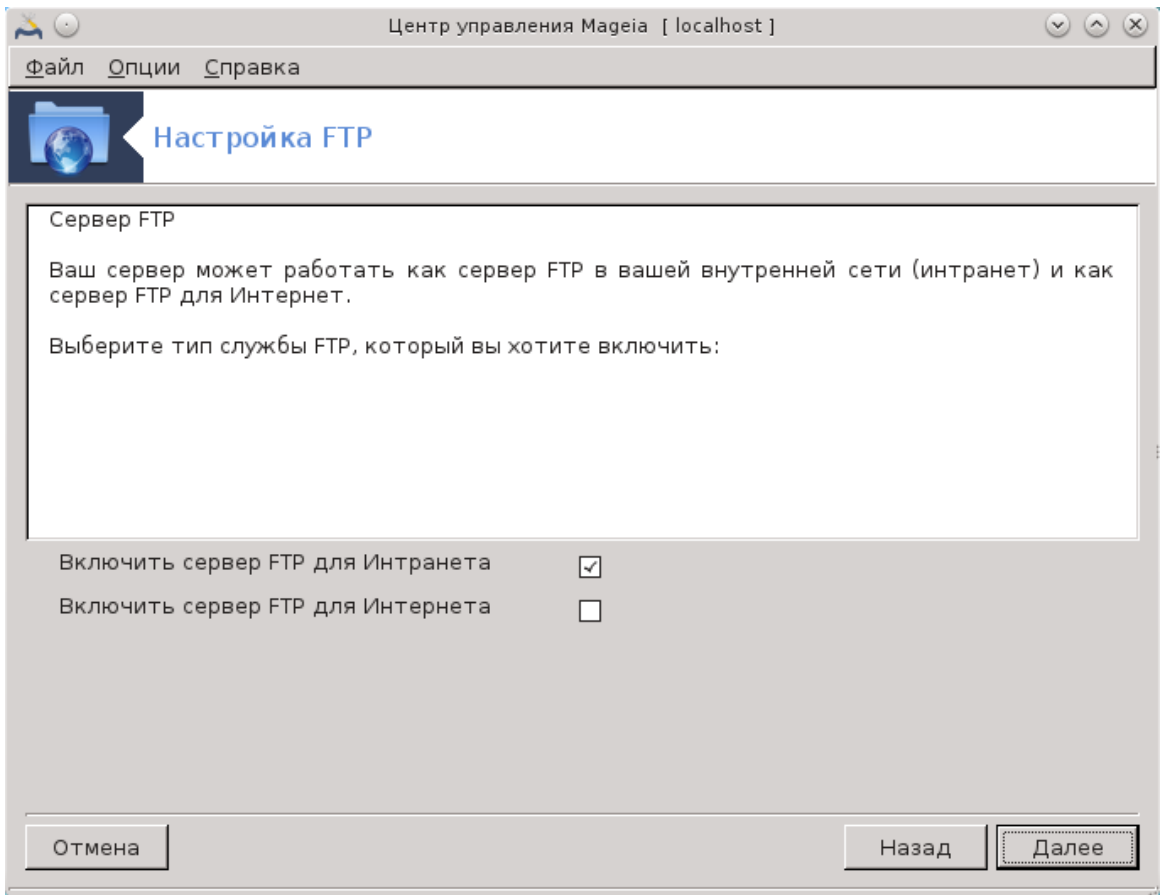 Центр управления Mageia [ localhost ]
Файл Опции Справка
Настройка FTP
Сервер FTP
Ваш сервер может работать как сервер FTP в вашей внутренней сети (интранет) и как
сервер FTP для Интернет.
Выберите тип службы FTP, который вы хотите включить:
Включить сервер FTP для Интранета
Включить сервер FTP для Интернета
Отмена Назад Далее